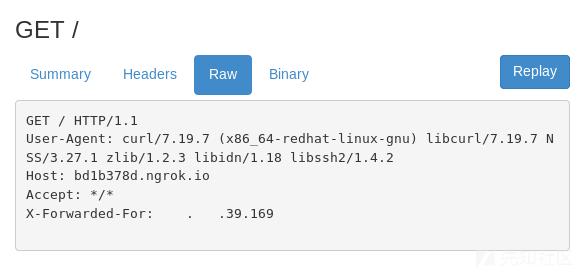 GET /
Summary Headers Raw Binary Replay
GET / HTTP/1.1
User-Agent: curl/7.19.7 (x86_64-redhat-linux-gnu) libcurl/7.19.7 N
SS/3.27.1 zlib/1.2.3 libidn/1.18 libssh2/1.4.2
Host: bd1b378d.ngrok.io
Accept: */*
X-Forwarded-For:    .   .39.169
先知社区